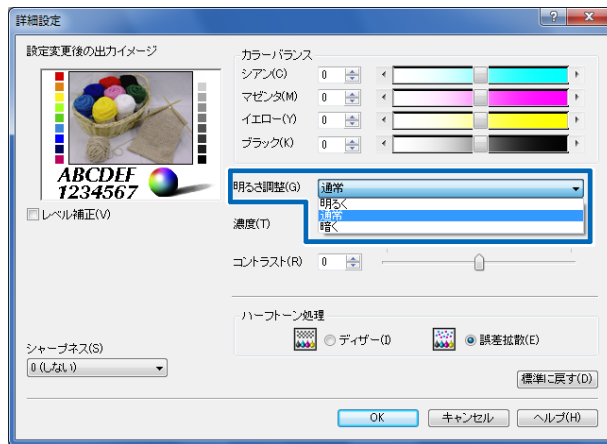 詳細設定
設定変更後の出力イメージ
ABCDEF
1234567
レベル補正(V)
シャープネス(S)
0 (しない)
カラーバランス
シアン(C) 0
マゼンタ(M) 0
イエロー(Y) 0
ブラック(K) 0
明るさ調整(G) 通常
明るく
通常
暗く
濃度(T)
コントラスト(R) 0
ハーフトーン処理
ディザー(I) 誤差拡散(E)
標準に戻す(D)
OK キャンセル ヘルプ(H)